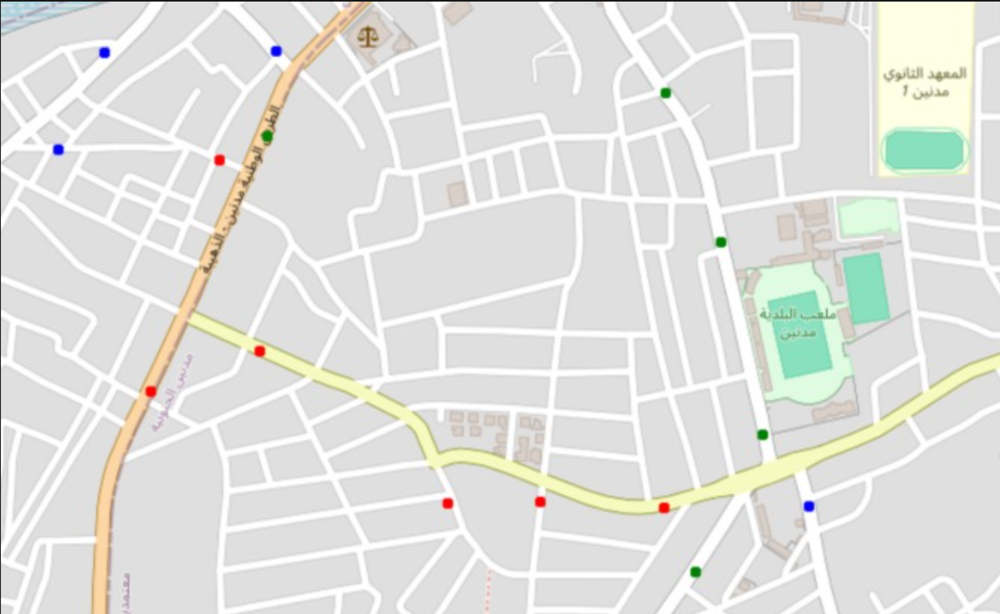 المعهد الثانوي
مدنين 1
الطريق الوطنية مدنين - الذهيبة
ملعب البلدية
مدنين
مدنين الجنوبية